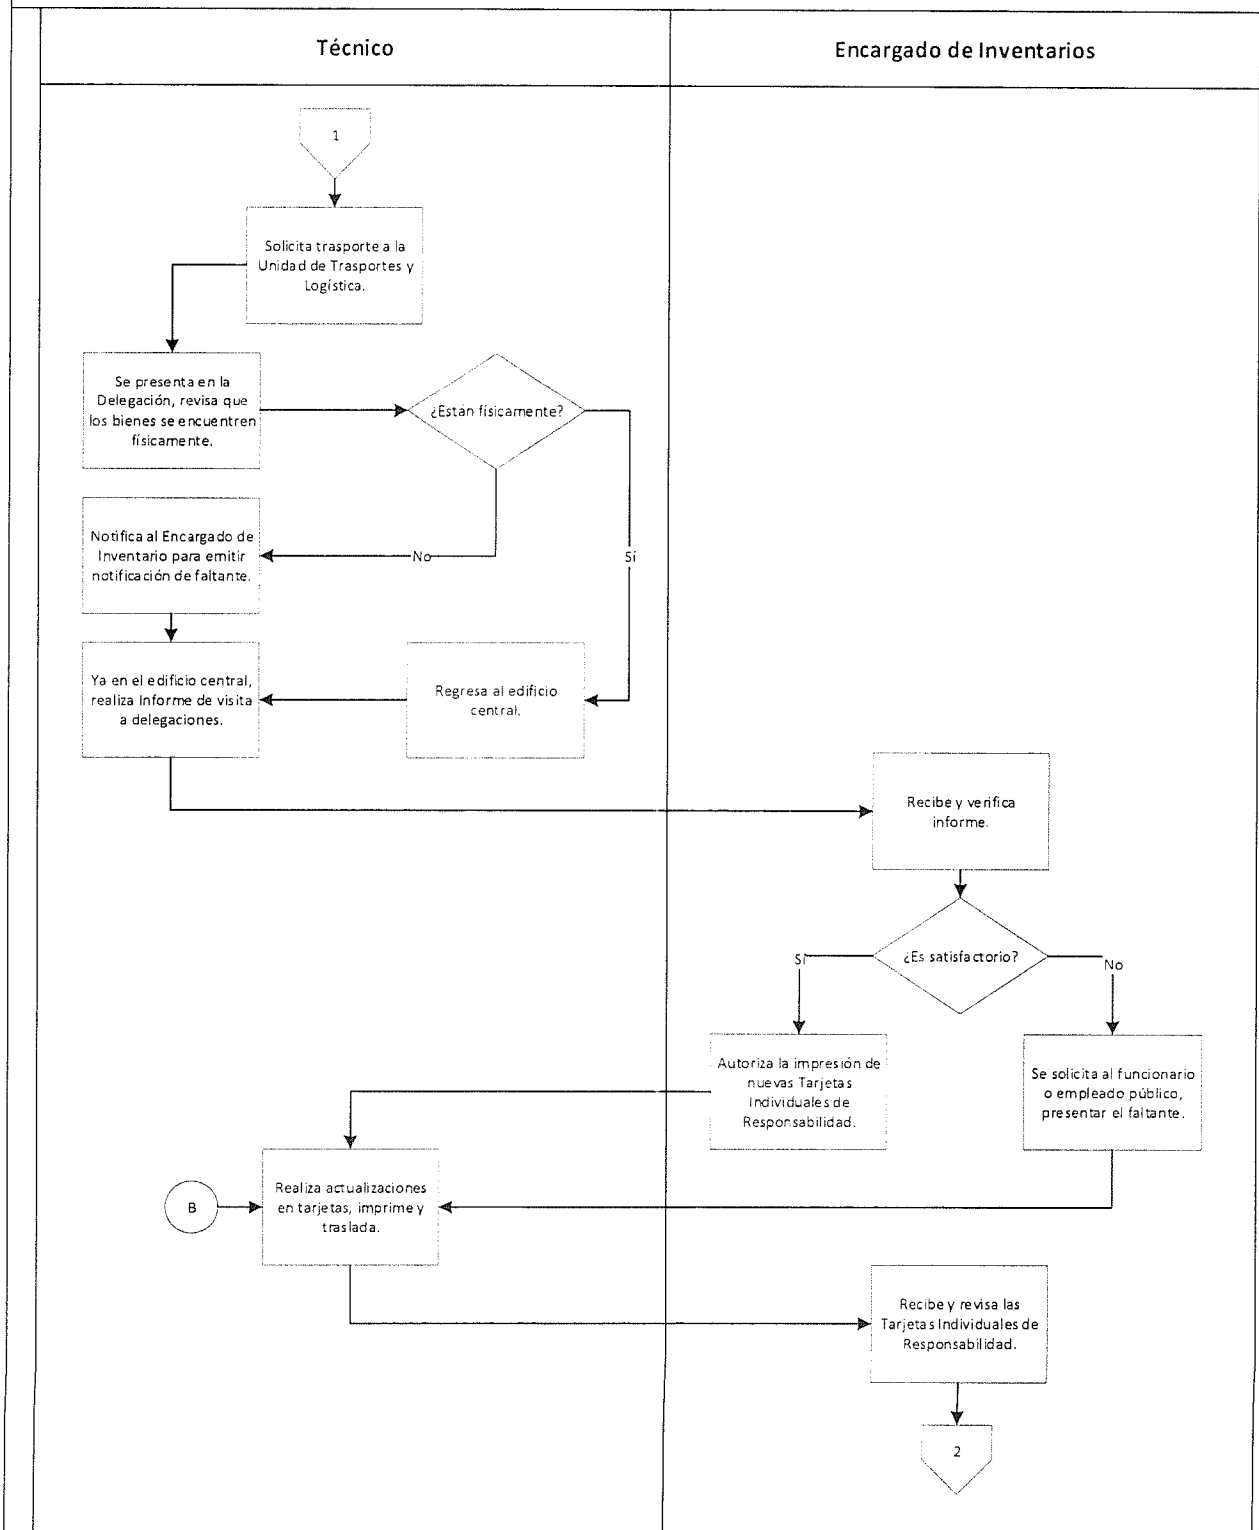 Técnico
Encargado de Inventarios
1
Solicita trasporte a la
Unidad de Trasportes y
Logística.
Se presenta en la
Delegación, revisa que
los bienes se encuentren
físicamente.
¿Están físicamente?
Notifica al Encargado de
Inventario para emitir
notificación de faltante.
No
Sí
Ya en el edificio central,
realiza Informe de visita
a delegaciones.
Regresa al edificio
central.
Recibe y verifica
informe.
¿Es satisfactorio?
Sí
No
Autoriza la impresión de
nuevas Tarjetas
Individuales de
Responsabilidad.
Se solicita al funcionario
o empleado público,
presentar el faltante.
B
Realiza actualizaciones
en tarjetas, imprime y
traslada.
Recibe y revisa las
Tarjetas Individuales de
Responsabilidad.
2